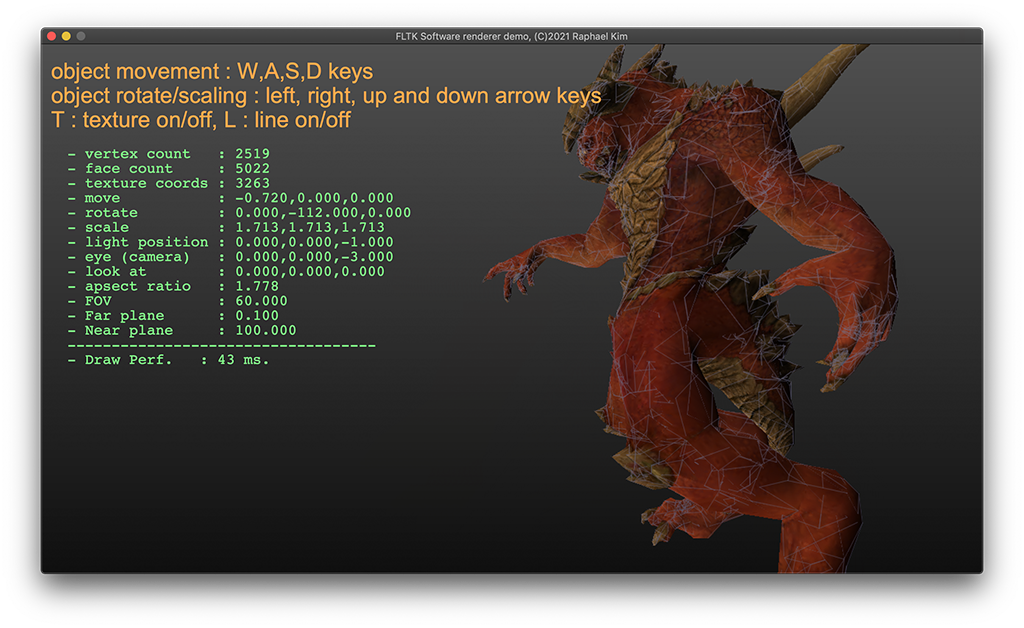 FLTK Software renderer demo, (C)2021 Raphael Kim
object movement : W,A,S,D keys
object rotate/scaling : left, right, up and down arrow keys
T : texture on/off, L : line on/off
- vertex count : 2519
- face count : 5022
- texture coords : 3263
- move : -0.720,0.000,0.000
- rotate : 0.000,-112.000,0.000
- scale : 1.713,1.713,1.713
- light position : 0.000,0.000,-1.000
- eye (camera) : 0.000,0.000,-3.000
- look at : 0.000,0.000,0.000
- apsect ratio : 1.778
- FOV : 60.000
- Far plane : 0.100
- Near plane : 100.000
-----------------------------------
- Draw Perf. : 43 ms.